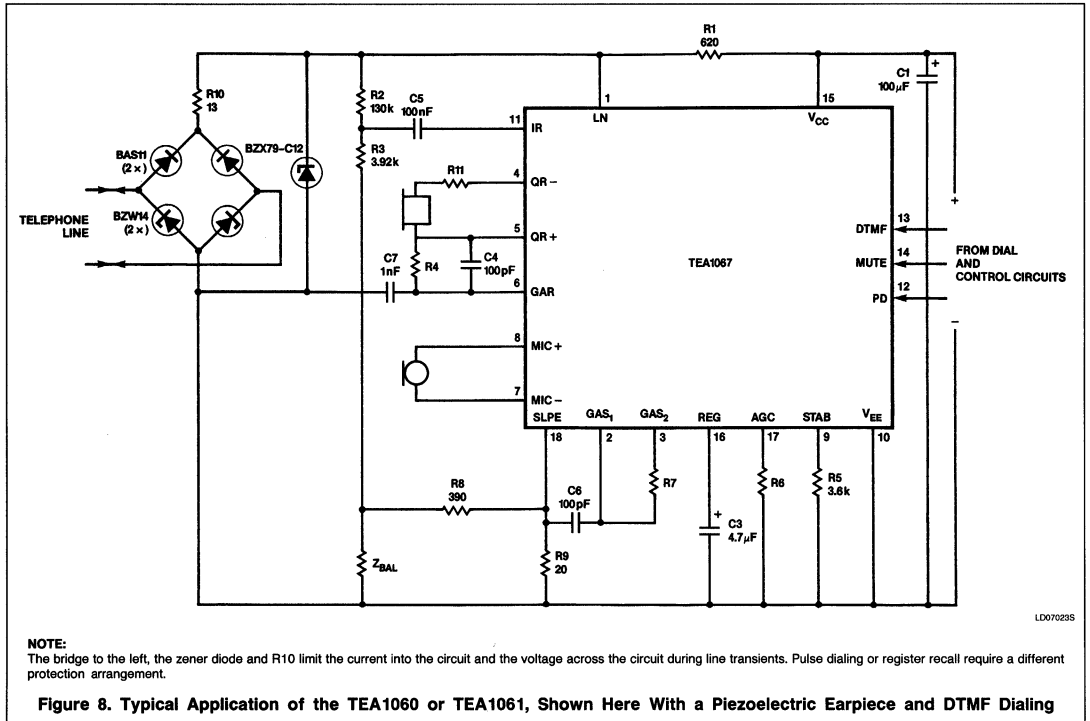 R1
620
C1
100μF
+
R10
13
R2
130k
C5
100nF
1
LN
15
VCC
11
IR
BAS11
(2×)
BZX79-C12
R3
3.92k
R11
4
QR−
TELEPHONE
LINE
BZW14
(2×)
5
QR+
C7
1nF
R4
C4
100pF
6
GAR
TEA1067
+
13
DTMF
14
MUTE
12
PD
FROM DIAL
AND
CONTROL CIRCUITS
−
8
MIC+
7
MIC−
SLPE
GAS1
GAS2
REG
AGC
STAB
VEE
18
2
3
16
17
9
10
R8
390
C6
100pF
R7
R6
R5
3.6k
+
C3
4.7μF
ZBAL
R9
20
LD07023S
NOTE:
The bridge to the left, the zener diode and R10 limit the current into the circuit and the voltage across the circuit during line transients. Pulse dialing or register recall require a different
protection arrangement.
Figure 8. Typical Application of the TEA1060 or TEA1061, Shown Here With a Piezoelectric Earpiece and DTMF Dialing